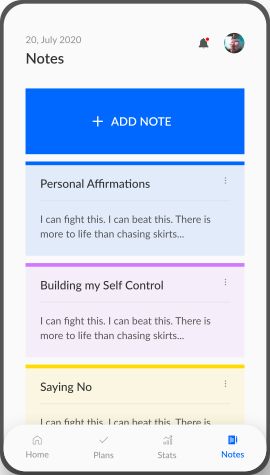 20, July 2020
Notes
+ ADD NOTE
Personal Affirmations
I can fight this. I can beat this. There is
more to life than chasing skirts...
Building my Self Control
I can fight this. I can beat this. There is
more to life than chasing skirts...
Saying No
I can fight this. I can beat this. There is
Home Plans Stats Notes